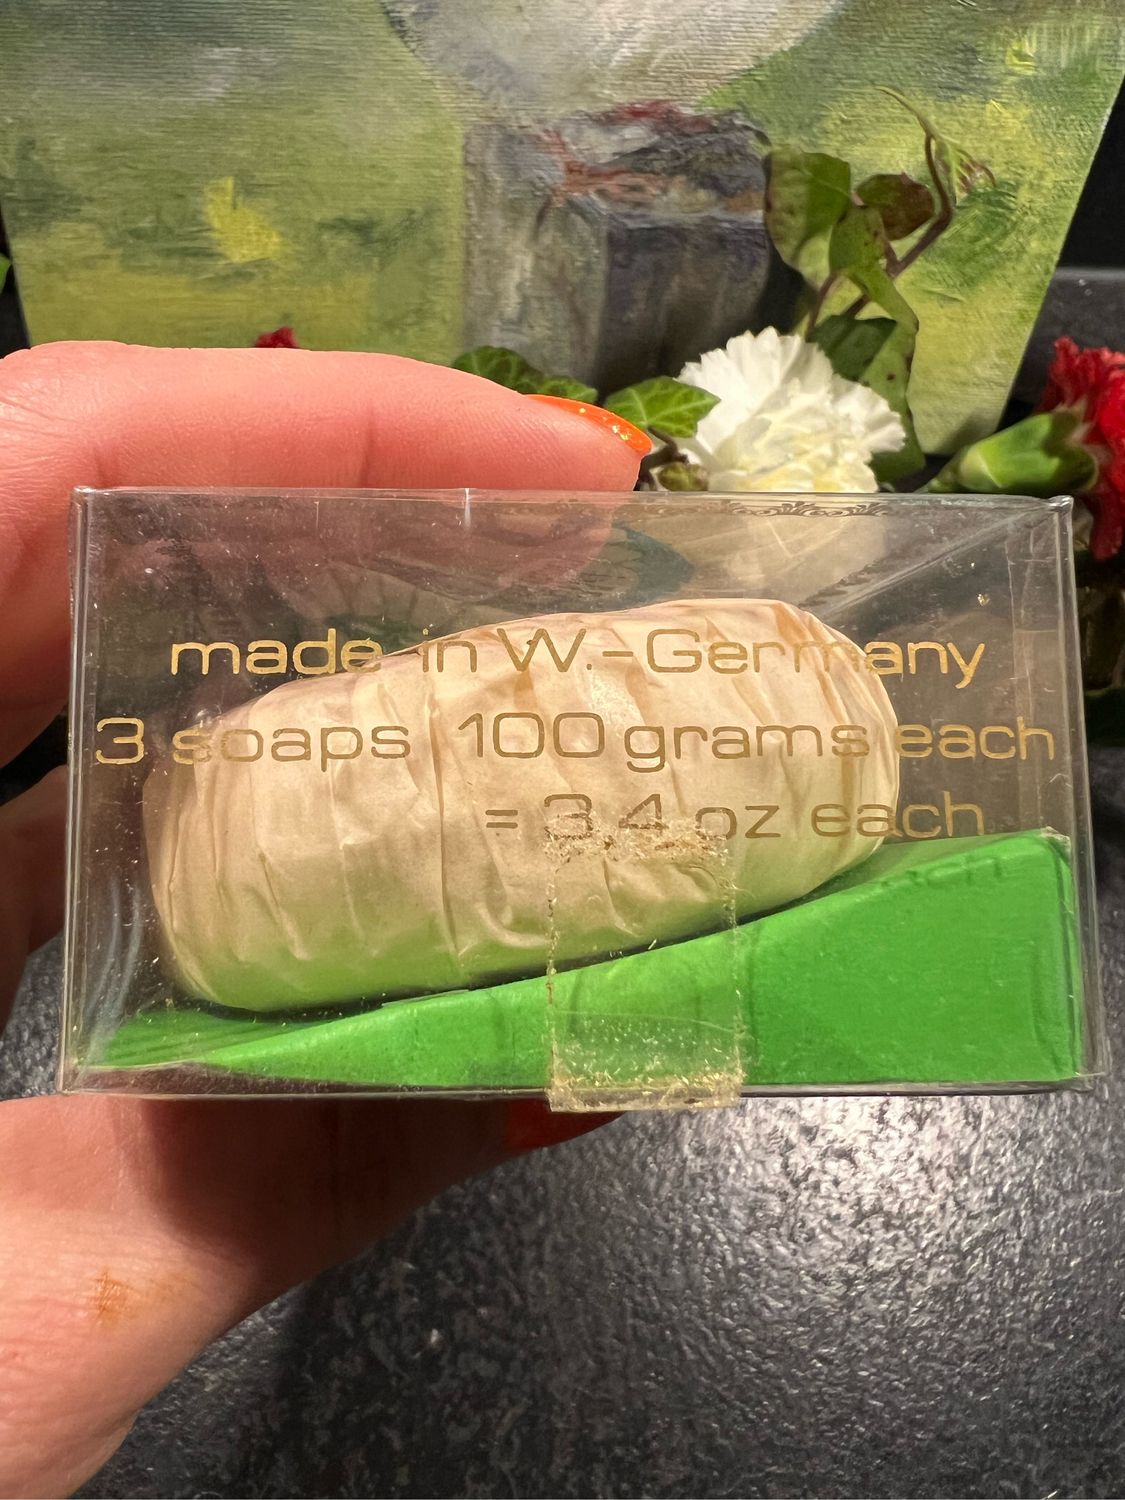 made in W.-Germany
3 soaps 100 grams each
= 3.4 oz each